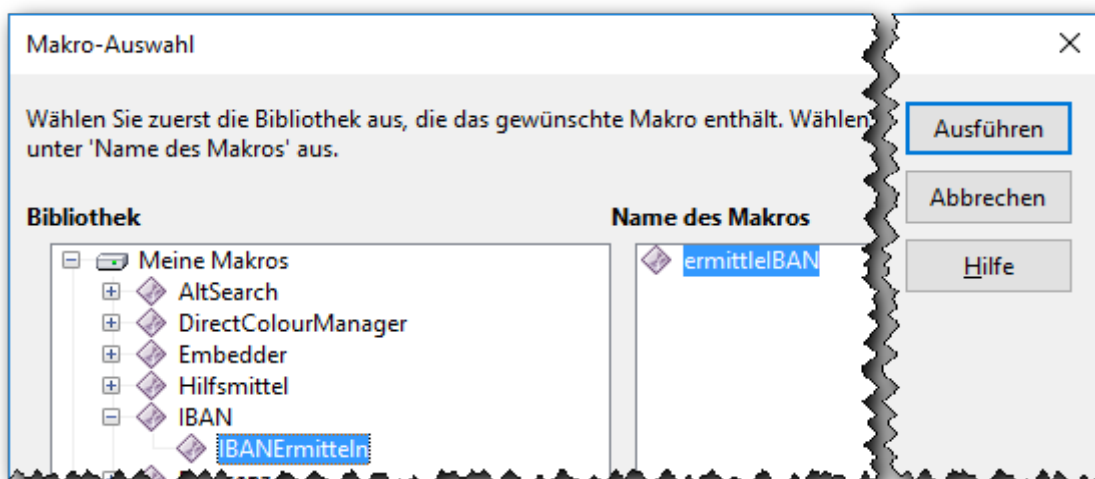 Makro-Auswahl
Wählen Sie zuerst die Bibliothek aus, die das gewünschte Makro enthält. Wählen
unter 'Name des Makros' aus.
Ausführen
Abbrechen
Hilfe
Bibliothek
Meine Makros
AltSearch
DirectColourManager
Embedder
Hilfsmittel
IBAN
IBANErmitteln
Name des Makros
ermittleIBAN